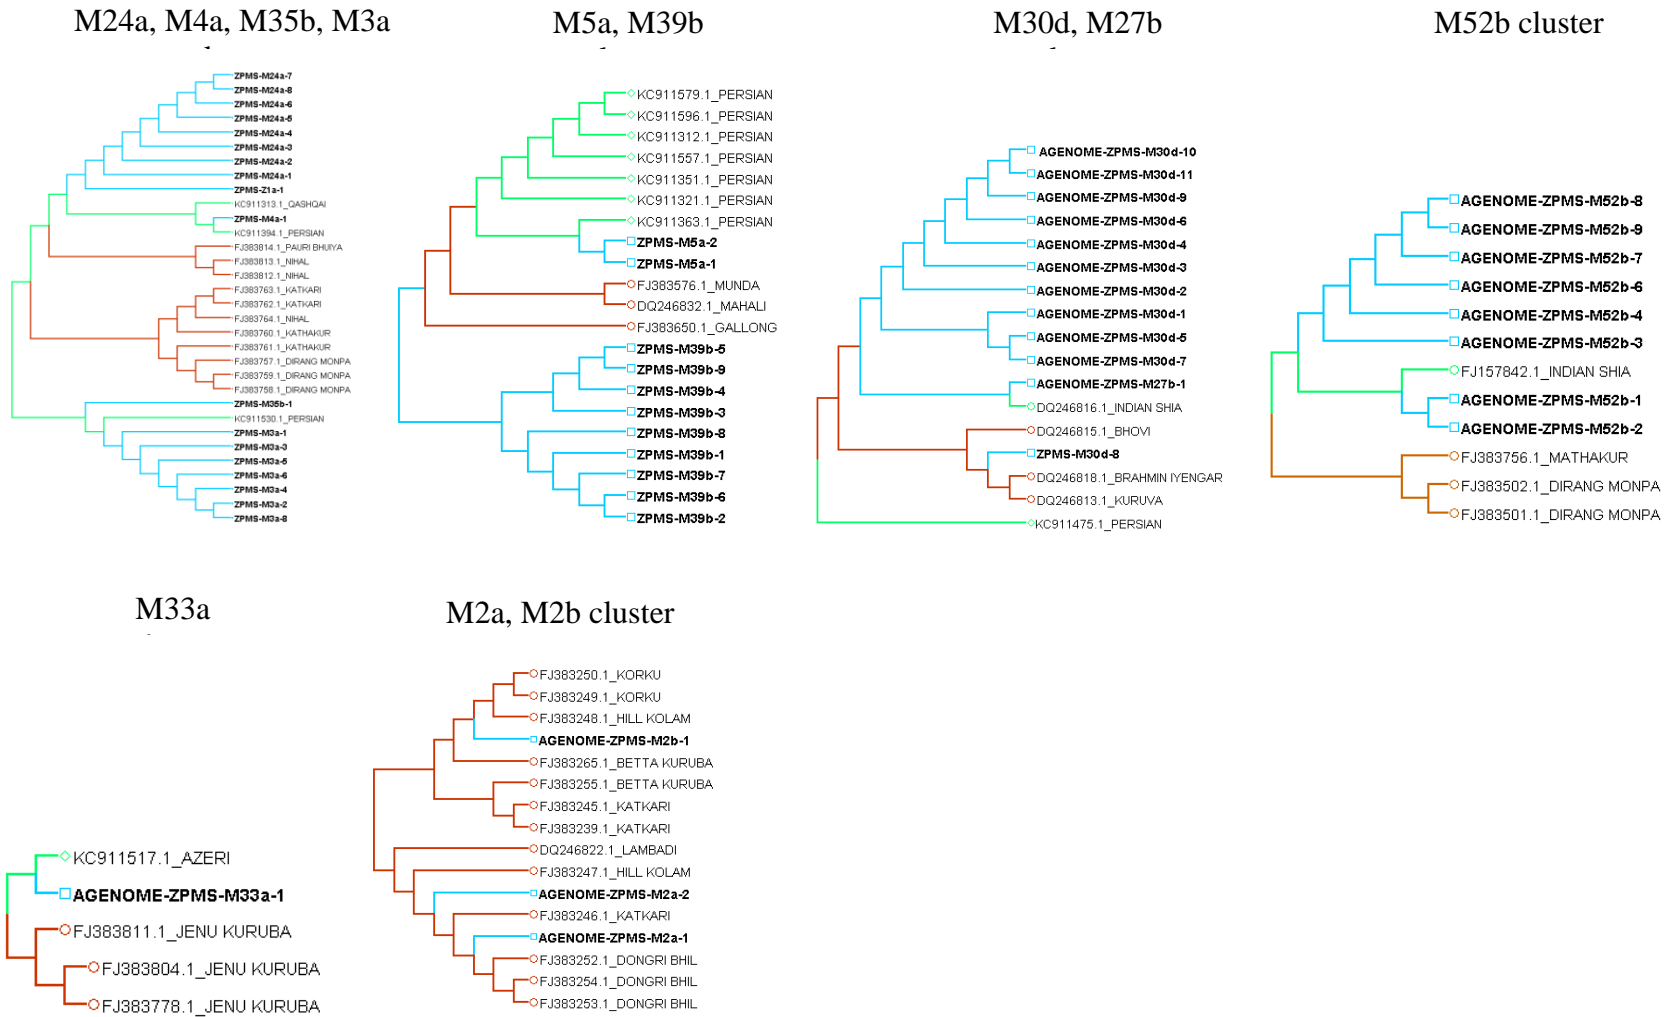 M24a, M4a, M35b, M3a
ZPMS-M24a-7
ZPMS-M24a-8
ZPMS-M24a-6
ZPMS-M24a-5
ZPMS-M24a-4
ZPMS-M24a-3
ZPMS-M24a-2
ZPMS-M24a-1
ZPMS-Z1a-1
KC911313.1_QASHQAI
ZPMS-M4a-1
KC911394.1_PERSIAN
FJ383814.1_PAURI BHUIYA
FJ383813.1_NIHAL
FJ383812.1_NIHAL
FJ383763.1_KATKARI
FJ383762.1_KATKARI
FJ383764.1_NIHAL
FJ383760.1_KATHAKUR
FJ383761.1_KATHAKUR
FJ383757.1_DIRANG MONPA
FJ383759.1_DIRANG MONPA
FJ383758.1_DIRANG MONPA
ZPMS-M35b-1
KC911530.1_PERSIAN
ZPMS-M3a-1
ZPMS-M3a-3
ZPMS-M3a-5
ZPMS-M3a-6
ZPMS-M3a-4
ZPMS-M3a-2
ZPMS-M3a-8
M5a, M39b
KC911579.1_PERSIAN
KC911596.1_PERSIAN
KC911312.1_PERSIAN
KC911557.1_PERSIAN
KC911351.1_PERSIAN
KC911321.1_PERSIAN
KC911363.1_PERSIAN
ZPMS-M5a-2
ZPMS-M5a-1
FJ383576.1_MUNDA
DQ246832.1_MAHALI
FJ383650.1_GALLONG
ZPMS-M39b-5
ZPMS-M39b-9
ZPMS-M39b-4
ZPMS-M39b-3
ZPMS-M39b-8
ZPMS-M39b-1
ZPMS-M39b-7
ZPMS-M39b-6
ZPMS-M39b-2
M30d, M27b
AGENOME-ZPMS-M30d-10
AGENOME-ZPMS-M30d-11
AGENOME-ZPMS-M30d-9
AGENOME-ZPMS-M30d-6
AGENOME-ZPMS-M30d-4
AGENOME-ZPMS-M30d-3
AGENOME-ZPMS-M30d-2
AGENOME-ZPMS-M30d-1
AGENOME-ZPMS-M30d-5
AGENOME-ZPMS-M30d-7
AGENOME-ZPMS-M27b-1
DQ246816.1_INDIAN SHIA
DQ246815.1_BHOVI
ZPMS-M30d-8
DQ246818.1_BRAHMIN IYENGAR
DQ246813.1_KURUVA
KC911475.1_PERSIAN
M52b cluster
AGENOME-ZPMS-M52b-8
AGENOME-ZPMS-M52b-9
AGENOME-ZPMS-M52b-7
AGENOME-ZPMS-M52b-6
AGENOME-ZPMS-M52b-4
AGENOME-ZPMS-M52b-3
FJ157842.1_INDIAN SHIA
AGENOME-ZPMS-M52b-1
AGENOME-ZPMS-M52b-2
FJ383756.1_MATHAKUR
FJ383502.1_DIRANG MONPA
FJ383501.1_DIRANG MONPA
M33a
KC911517.1_AZERI
AGENOME-ZPMS-M33a-1
FJ383811.1_JENU KURUBA
FJ383804.1_JENU KURUBA
FJ383778.1_JENU KURUBA
M2a, M2b cluster
FJ383250.1_KORKU
FJ383249.1_KORKU
FJ383248.1_HILL KOLAM
AGENOME-ZPMS-M2b-1
FJ383265.1_BETTA KURUBA
FJ383255.1_BETTA KURUBA
FJ383245.1_KATKARI
FJ383239.1_KATKARI
DQ246822.1_LAMBADI
FJ383247.1_HILL KOLAM
AGENOME-ZPMS-M2a-2
FJ383246.1_KATKARI
AGENOME-ZPMS-M2a-1
FJ383252.1_DONGRI BHIL
FJ383254.1_DONGRI BHIL
FJ383253.1_DONGRI BHIL